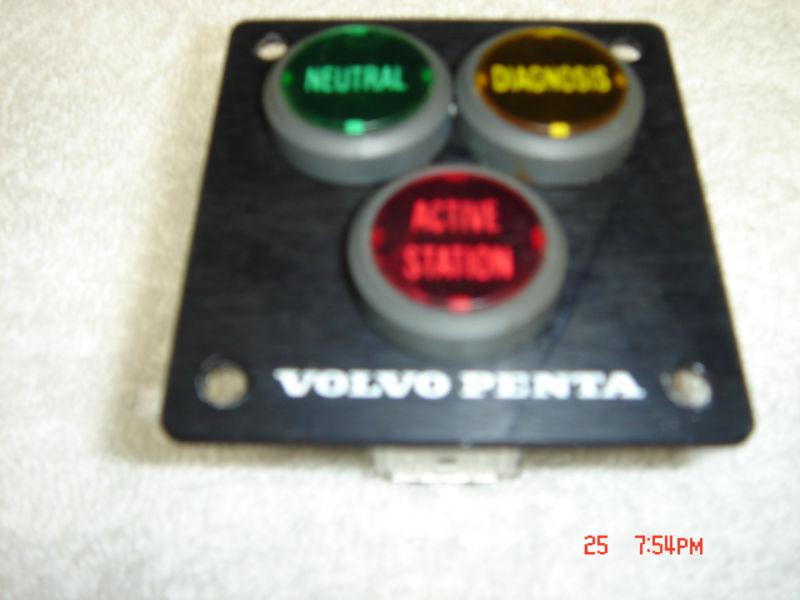 NEUTRAL
DIAGNOSIS
ACTIVE
STATION
VOLVO PENTA
25 7:54PM